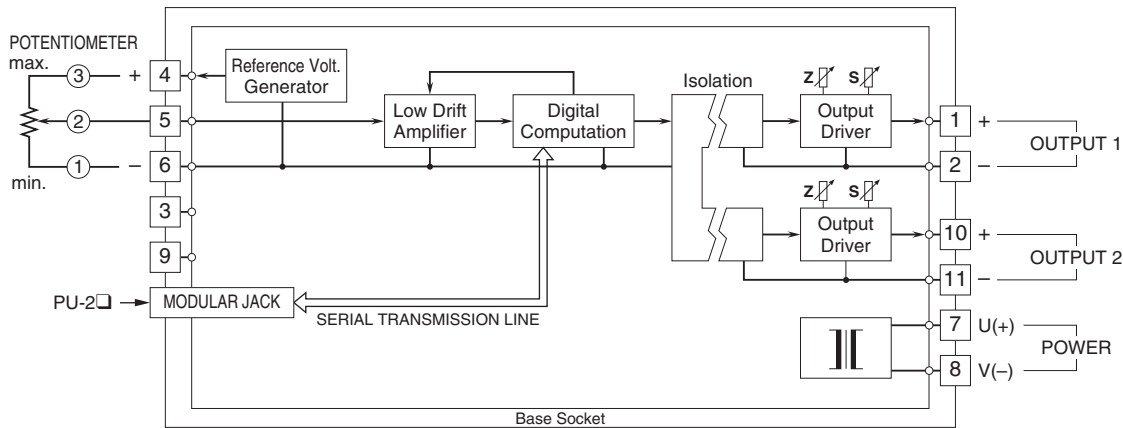 POTENTIOMETER
max.
3
+
4
2
5
1
–
6
min.
3
9
PU-2❏
MODULAR JACK
SERIAL TRANSMISSION LINE
Reference Volt.
Generator
Low Drift
Amplifier
Digital
Computation
Isolation
Z
S
Output
Driver
1
+
2
–
OUTPUT 1
Z
S
Output
Driver
10
+
11
–
OUTPUT 2
7
U(+)
8
V(–)
POWER
Base Socket